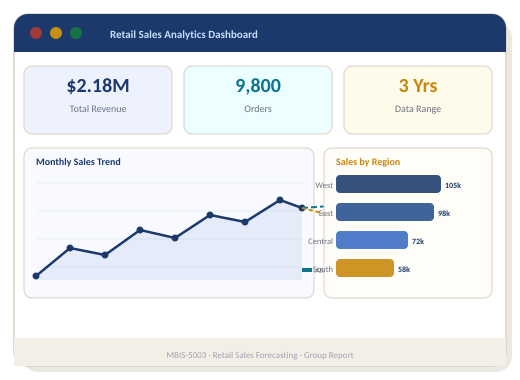 Retail Sales Analytics Dashboard
$2.18M
Total Revenue
9,800
Orders
3 Yrs
Data Range
Monthly Sales Trend
Sales by Region
West
105k
East
98k
Central
72k
South
58k
MBIS-5003 · Retail Sales Forecasting · Group Report